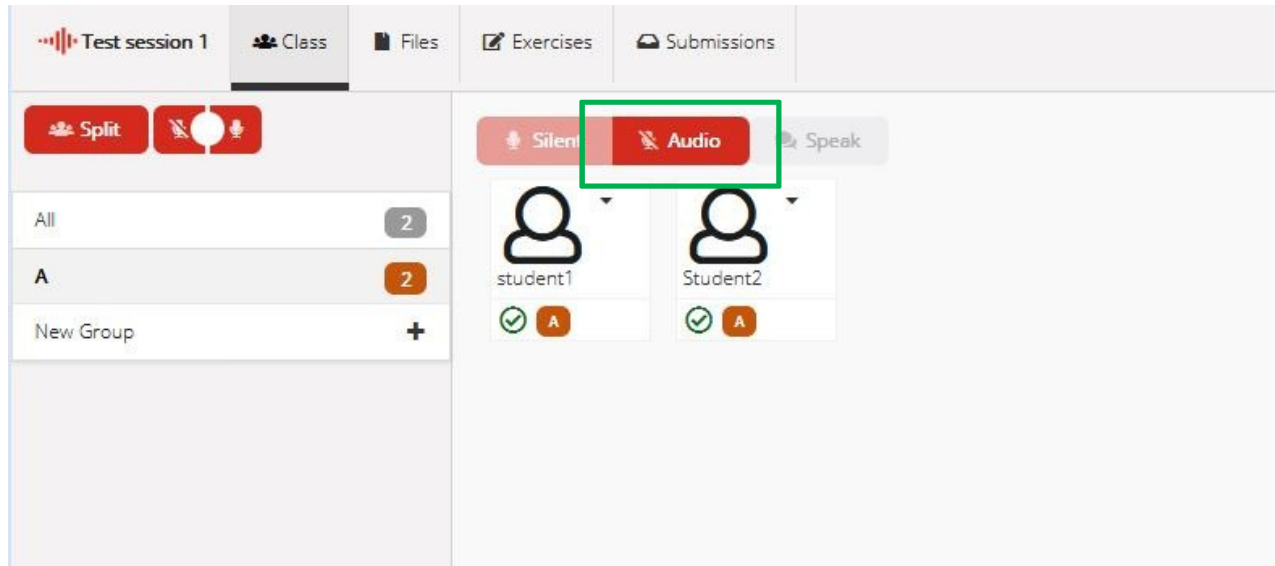 Test session 1 Class Files Exercises Submissions
Split
Silent Audio Speak
All 2
A 2
New Group +
student1 Student2
A A